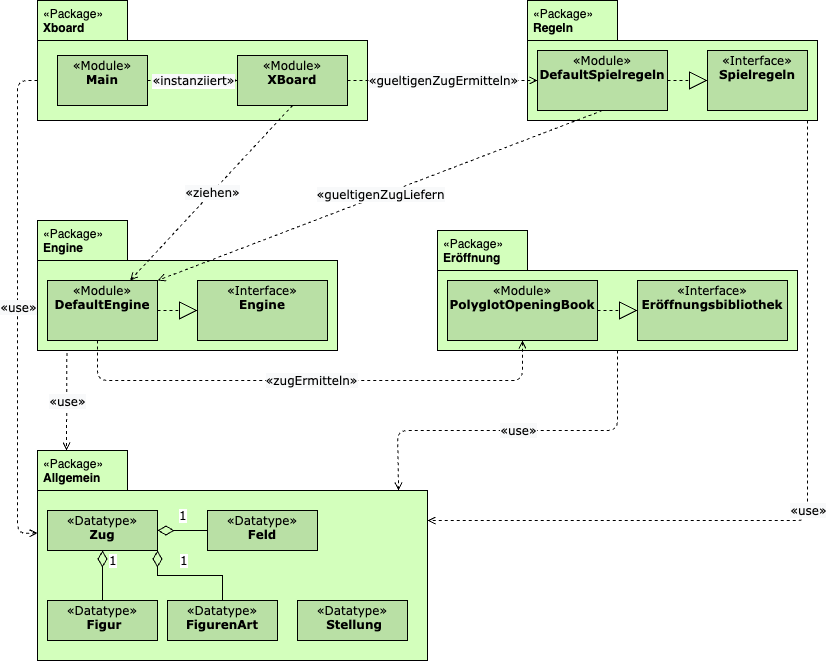 «Package»
Xboard
«Module»
Main
«instanziiert»
«Module»
XBoard
«gueltigenZugErmitteln»
«Package»
Regeln
«Module»
DefaultSpielregeln
«Interface»
Spielregeln
«ziehen»
«gueltigenZugLiefern
«Package»
Engine
«Module»
DefaultEngine
«Interface»
Engine
«Package»
Eröffnung
«Module»
PolyglotOpeningBook
«Interface»
Eröffnungsbibliothek
«use»
«zugErmitteln»
«use»
«use»
«use»
«Package»
Allgemein
«Datatype»
Zug
1
«Datatype»
Feld
1
1
«Datatype»
Figur
«Datatype»
FigurenArt
«Datatype»
Stellung